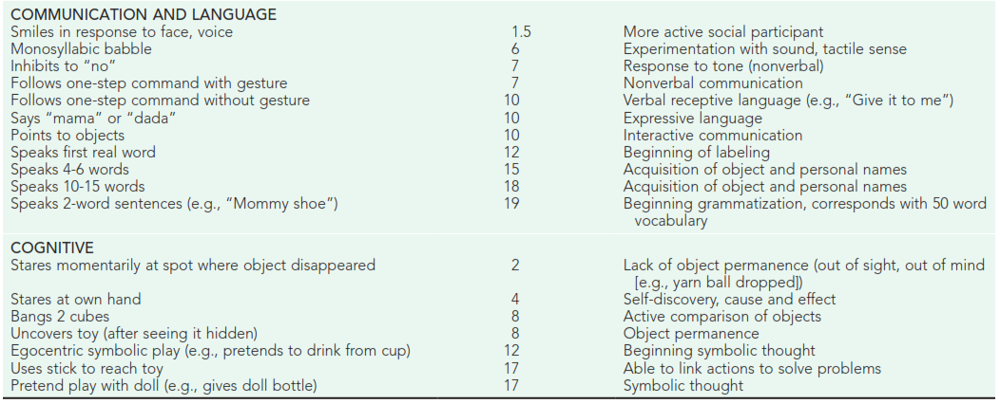 COMMUNICATION AND LANGUAGE
Smiles in response to face, voice 1.5 More active social participant
Monosyllabic babble 6 Experimentation with sound, tactile sense
Inhibits to “no” 7 Response to tone (nonverbal)
Follows one-step command with gesture 7 Nonverbal communication
Follows one-step command without gesture 10 Verbal receptive language (e.g., “Give it to me”)
Says “mama” or “dada” 10 Expressive language
Points to objects 10 Interactive communication
Speaks first real word 12 Beginning of labeling
Speaks 4-6 words 15 Acquisition of object and personal names
Speaks 10-15 words 18 Acquisition of object and personal names
Speaks 2-word sentences (e.g., “Mommy shoe”) 19 Beginning grammatization, corresponds with 50 word
vocabulary
COGNITIVE
Stares momentarily at spot where object disappeared 2 Lack of object permanence (out of sight, out of mind
[e.g., yarn ball dropped])
Stares at own hand 4 Self-discovery, cause and effect
Bangs 2 cubes 8 Active comparison of objects
Uncovers toy (after seeing it hidden) 8 Object permanence
Egocentric symbolic play (e.g., pretends to drink from cup) 12 Beginning symbolic thought
Uses stick to reach toy 17 Able to link actions to solve problems
Pretend play with doll (e.g., gives doll bottle) 17 Symbolic thought